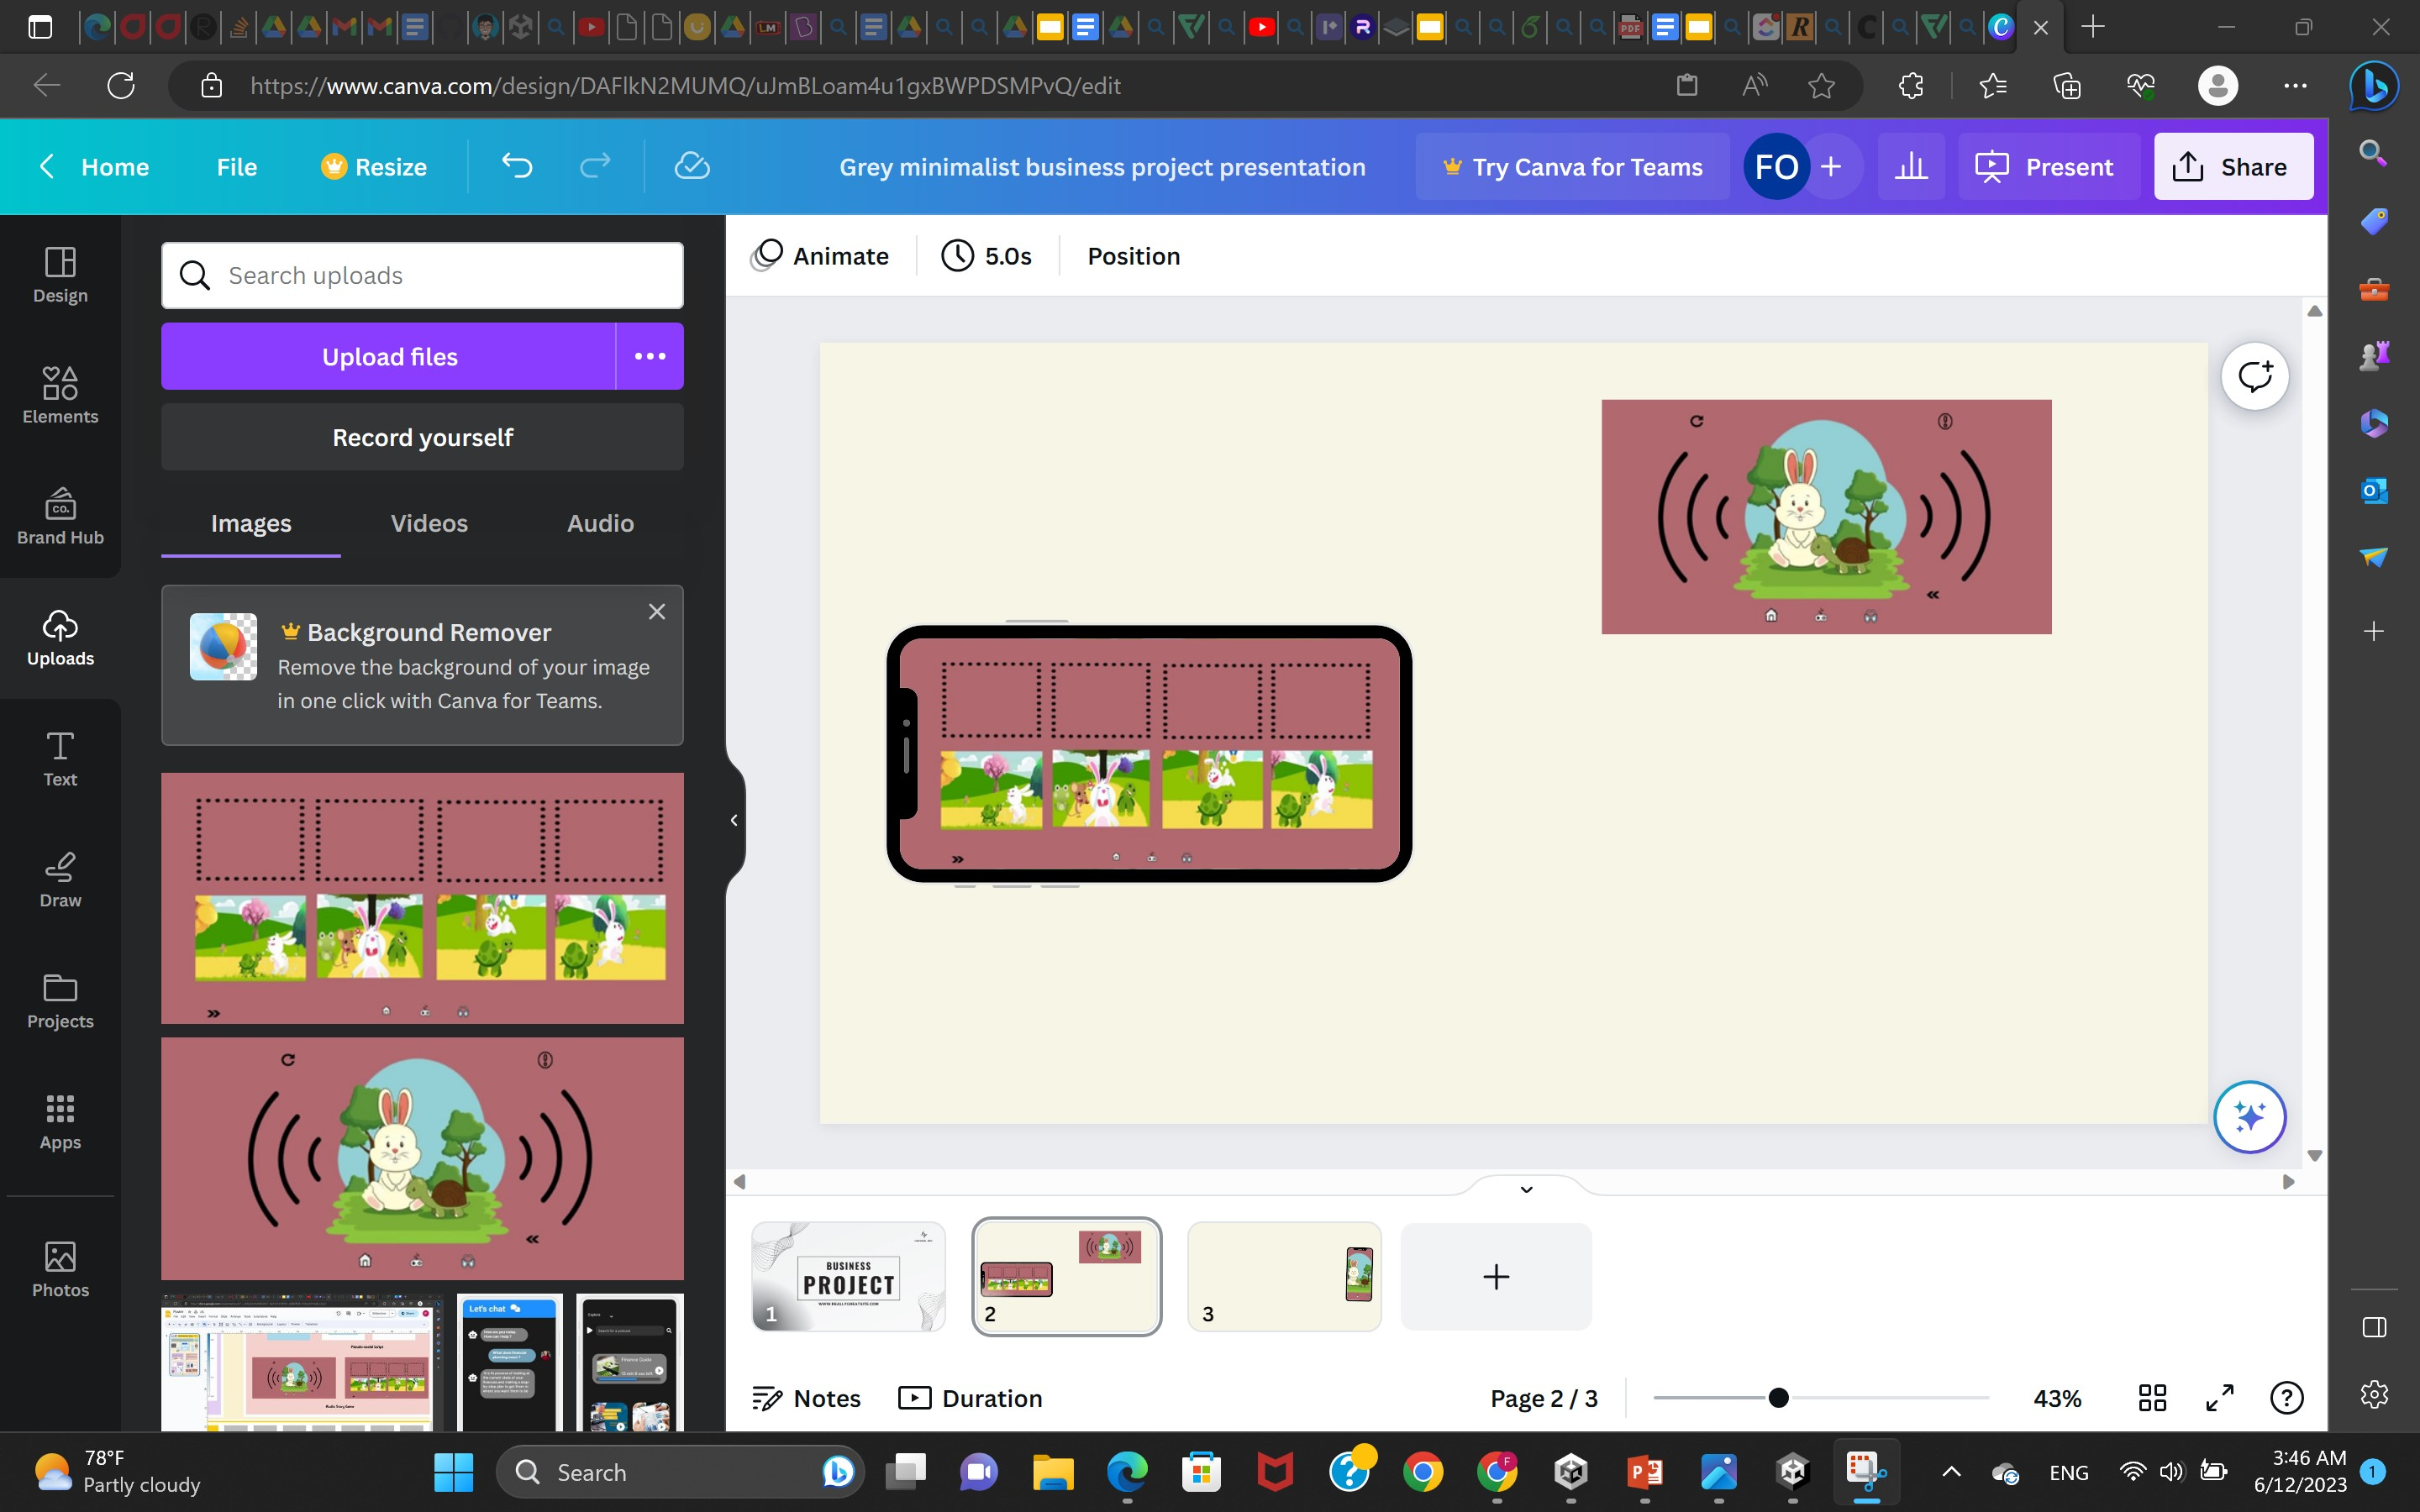 https://www.canva.com/design/DAFlkN2MUMQ/uJmBLoam4u1gxBWPDSMPvQ/edit
Home
File
Resize
Grey minimalist business project presentation
Try Canva for Teams
FO
Present
Share
Design
Elements
Brand Hub
Uploads
Text
Draw
Projects
Apps
Photos
Search uploads
Upload files
Record yourself
Images
Videos
Audio
Background Remover
Remove the background of your image
in one click with Canva for Teams.
Let's chat
Animate
5.0s
Position
BUSINESS
PROJECT
1
2
3
Notes
Duration
Page 2 / 3
43%
78°F
Partly cloudy
Search
ENG
3:46 AM
6/12/2023
1